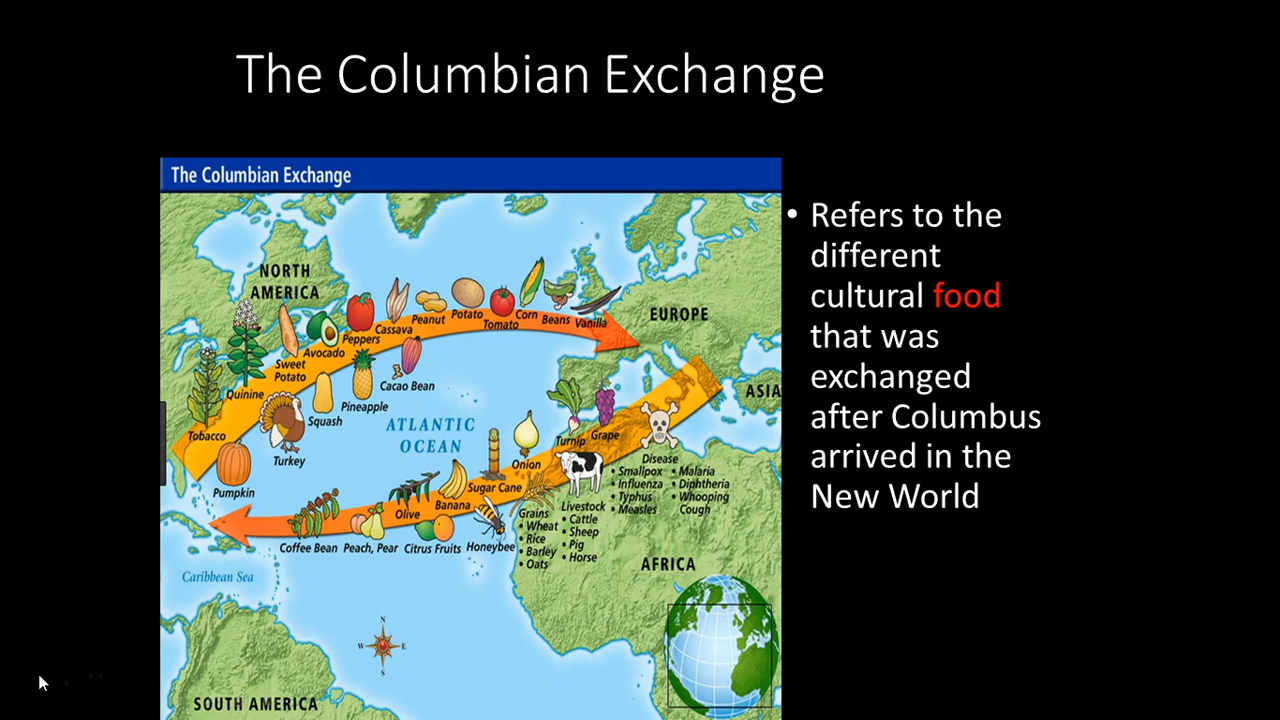 The Columbian Exchange
The Columbian Exchange
NORTH
AMERICA
EUROPE
ASIA
Tobacco
Quinine
Sweet
Potato
Avocado
Peppers
Cassava
Peanut
Potato
Tomato
Corn
Beans
Vanilla
Pumpkin
Turkey
Squash
Pineapple
Cacao Bean
ATLANTIC
OCEAN
Coffee Bean
Peach, Pear
Citrus Fruits
Olive
Banana
Honeybee
Sugar Cane
Onion
Turnip
Grape
Grains
• Wheat
• Rice
• Barley
• Oats
Livestock
• Cattle
• Sheep
• Pig
• Horse
Disease
• Smallpox
• Influenza
• Typhus
• Measles
• Malaria
• Diphtheria
• Whooping
Cough
AFRICA
Caribbean Sea
N
W E
S
SOUTH AMERICA
• Refers to the
different
cultural food
that was
exchanged
after Columbus
arrived in the
New World